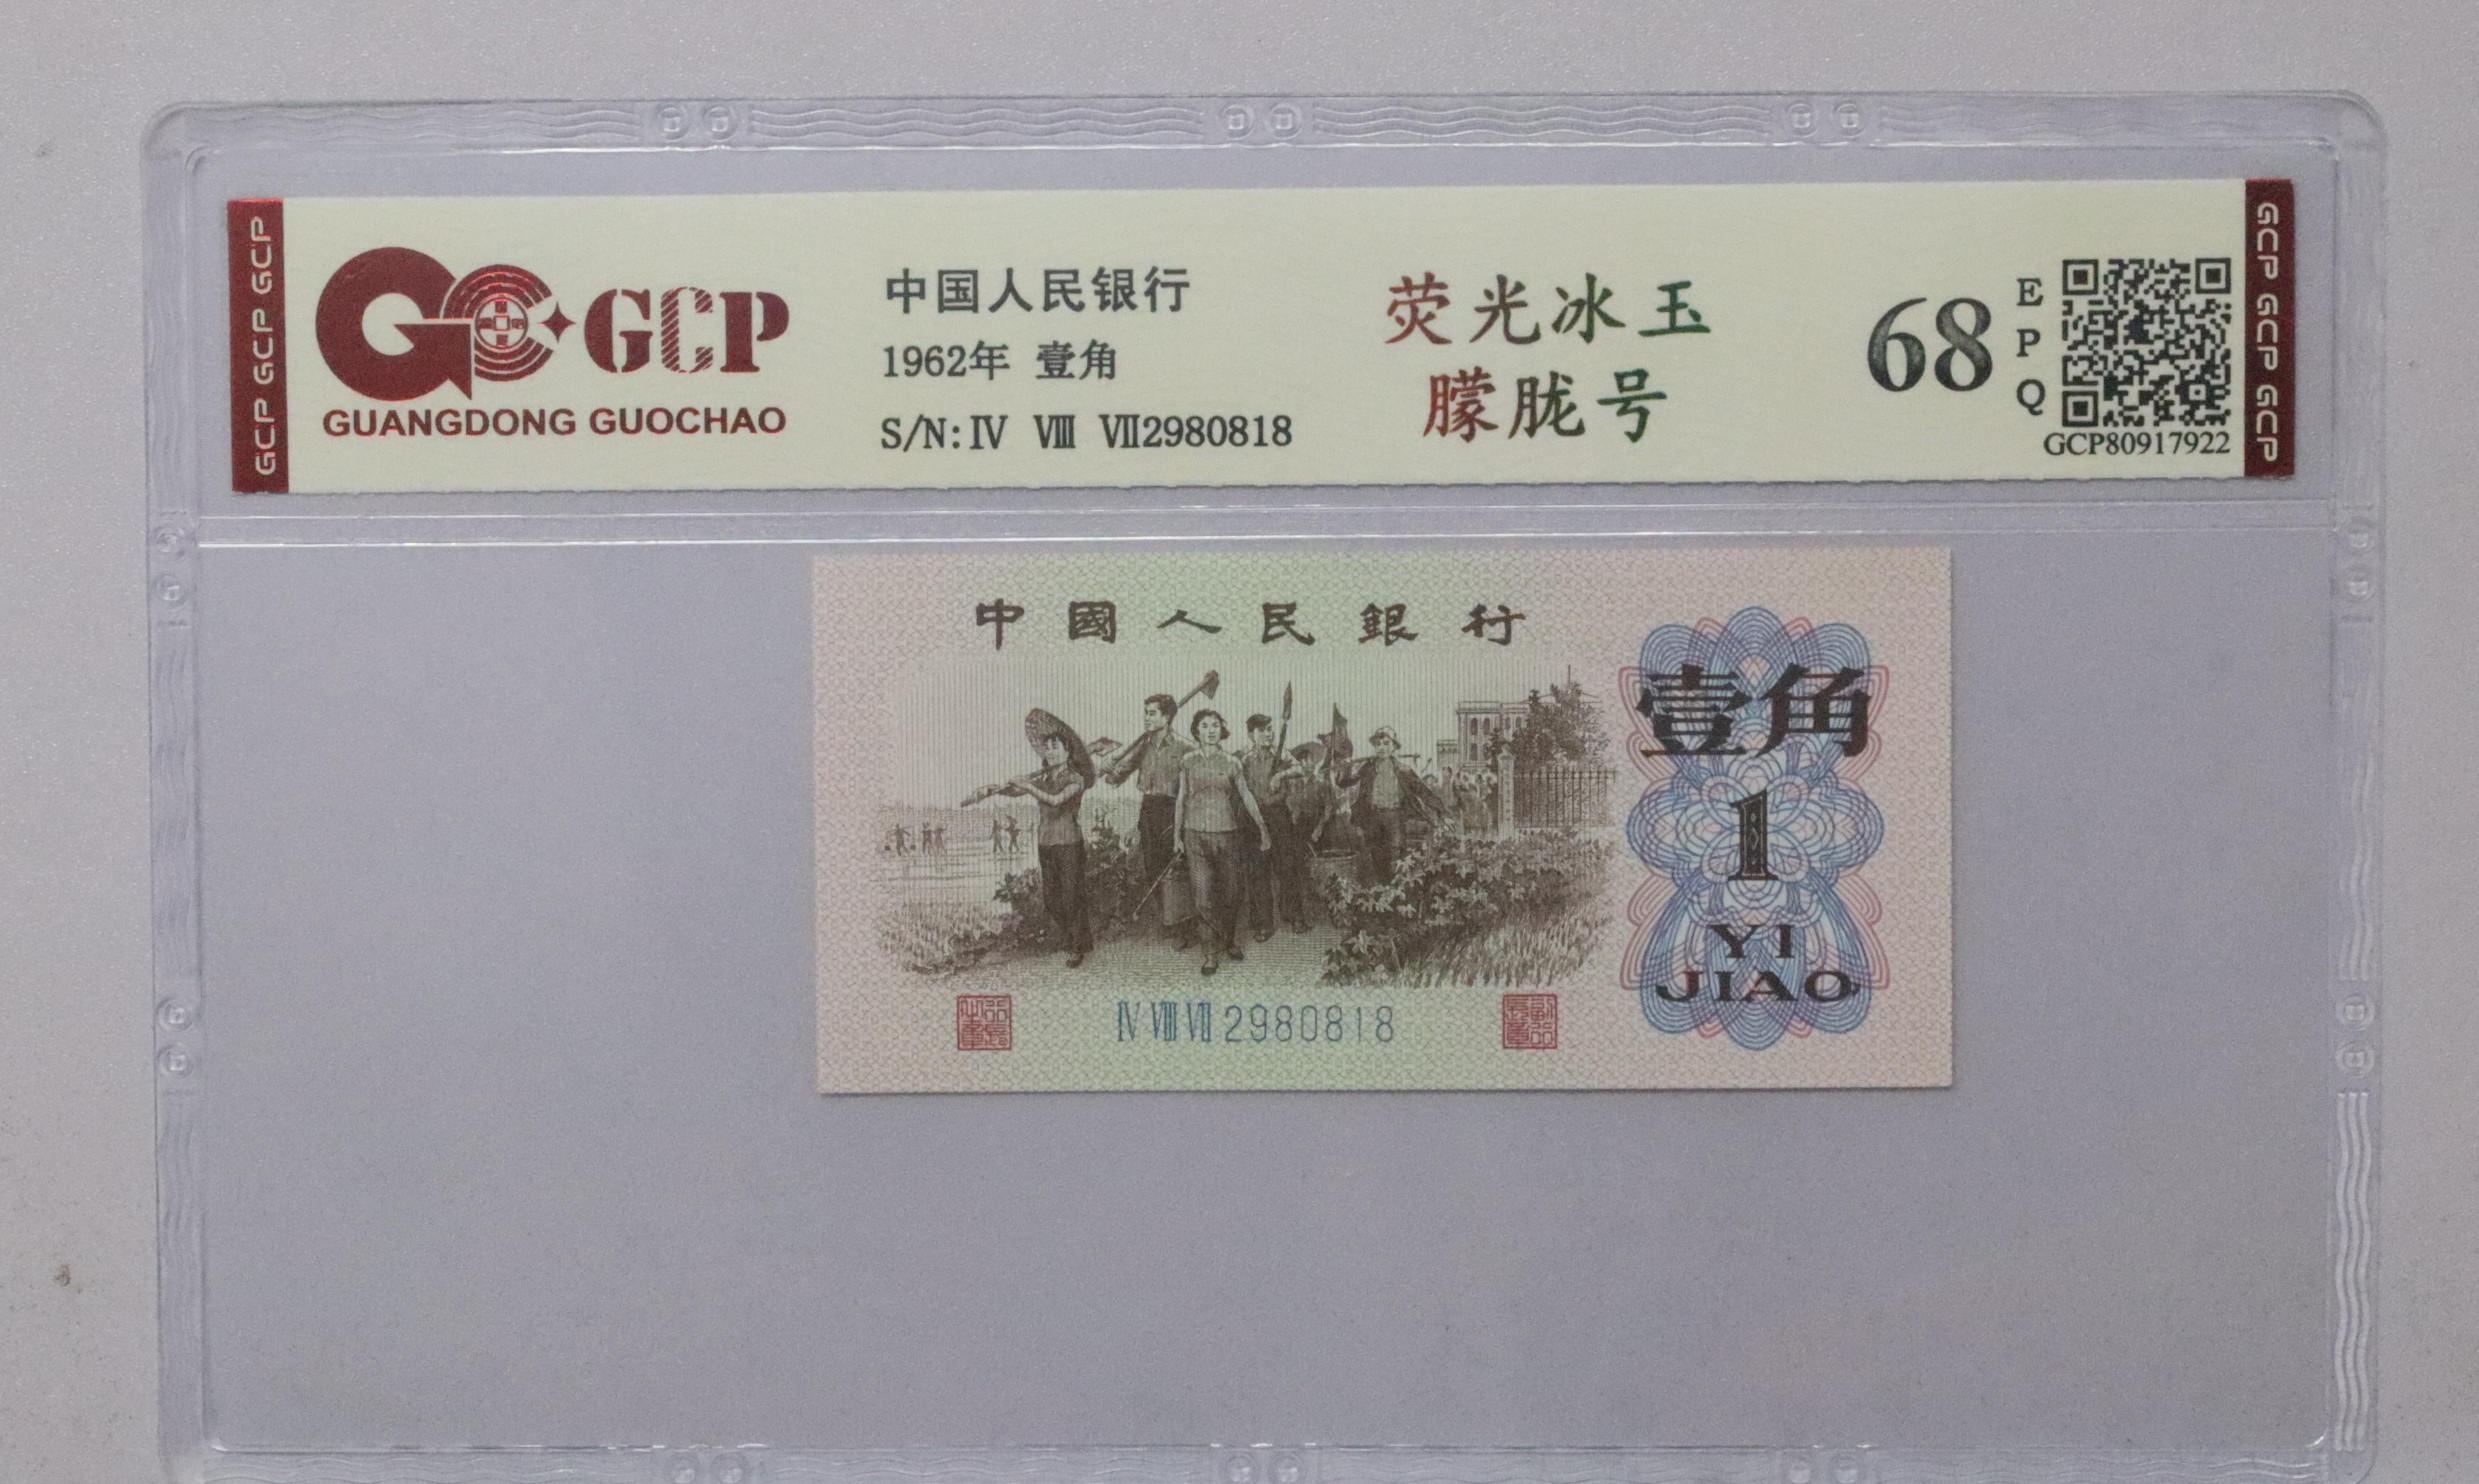 GCP GCP GCP
GCP
GUANGDONG GUOCHAO
中国人民银行
1962年 壹角
S/N: Ⅳ Ⅷ Ⅶ2980818
荧光冰玉
朦胧号
68
E
P
Q
GCP80917922
GCP GCP GCP
中國人民銀行
壹角
1
YI
JIAO
Ⅳ Ⅷ Ⅶ 2980818